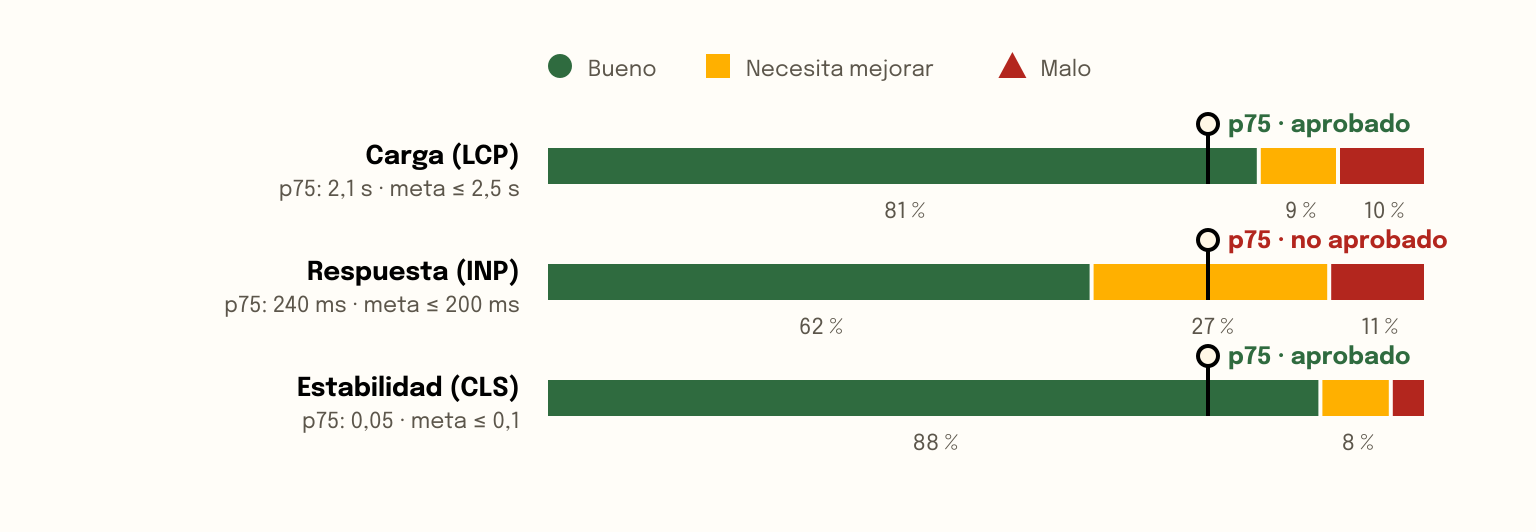 Bueno Necesita mejorar Malo
p75 · aprobado
Carga (LCP)
p75: 2,1 s · meta ≤ 2,5 s
81 % 9 % 10 %
p75 · no aprobado
Respuesta (INP)
p75: 240 ms · meta ≤ 200 ms
62 % 27 % 11 %
p75 · aprobado
Estabilidad (CLS)
p75: 0,05 · meta ≤ 0,1
88 % 8 %